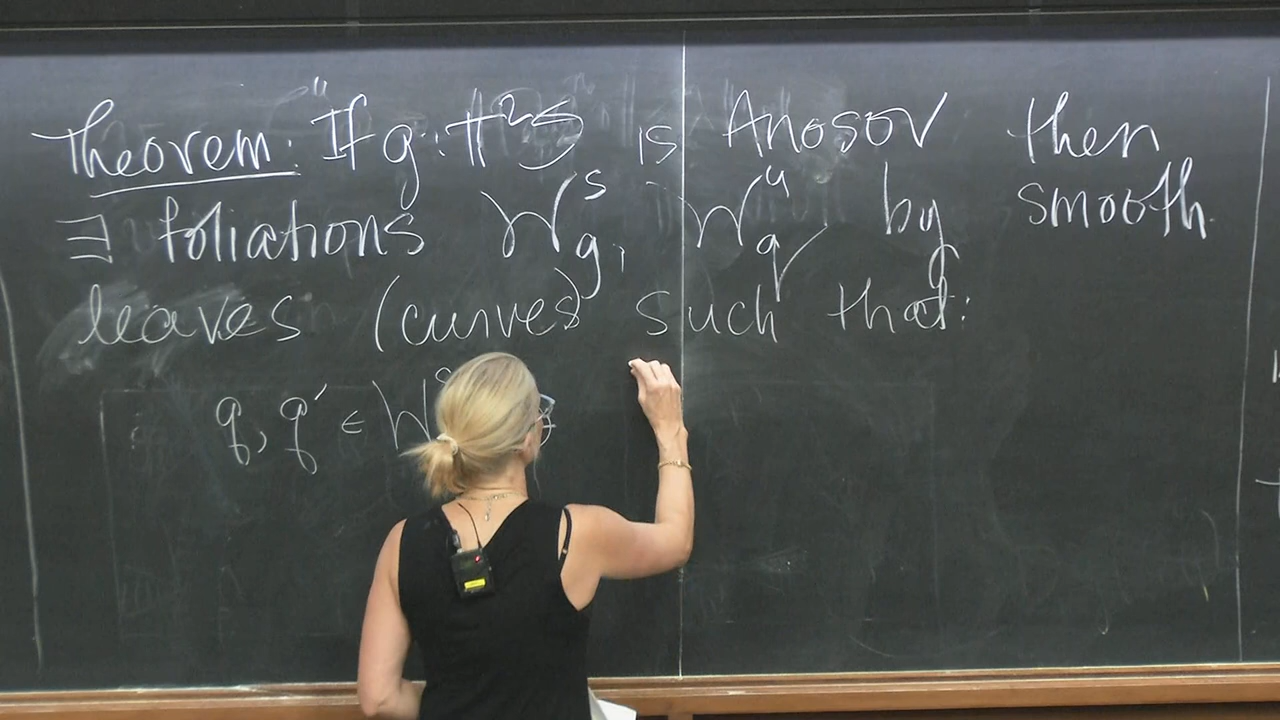 Theorem: "If g: 𝕋²↺ is Anosov then
∃ foliations W^s_g, W^u_g by smooth
leaves (curves) such that:
q, q′ ∈ W^s